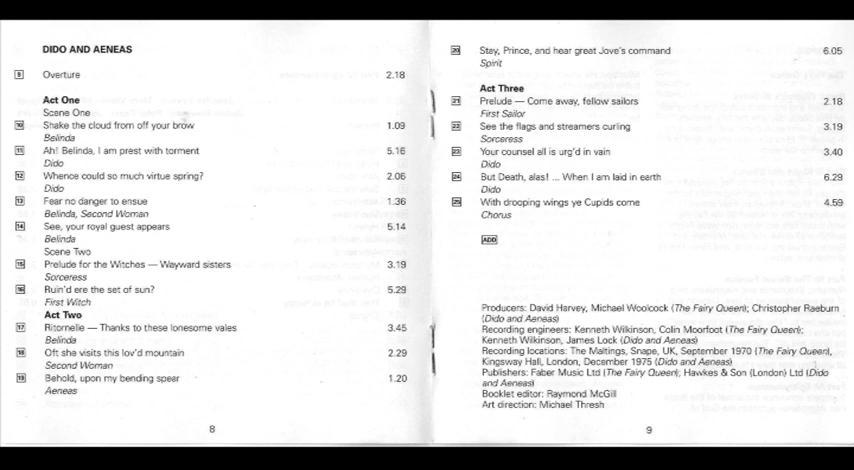 DIDO AND AENEAS
9 Overture 2.18
Act One
Scene One
10 Shake the cloud from off your brow 1.09
Belinda
11 Ah! Belinda, I am prest with torment 5.16
Dido
12 Whence could so much virtue spring? 2.06
Dido
13 Fear no danger to ensue 1.36
Belinda, Second Woman
14 See, your royal guest appears 5.14
Belinda
Scene Two
15 Prelude for the Witches — Wayward sisters 3.19
Sorceress
16 Ruin'd ere the set of sun? 5.29
First Witch
Act Two
17 Ritornelle — Thanks to these lonesome vales 3.45
Belinda
18 Oft she visits this lov'd mountain 2.29
Second Woman
19 Behold, upon my bending spear 1.20
Aeneas
8
20 Stay, Prince, and hear great Jove's command 6.05
Spirit
Act Three
21 Prelude — Come away, fellow sailors 2.18
First Sailor
22 See the flags and streamers curling 3.19
Sorceress
23 Your counsel all is urg'd in vain 3.40
Dido
24 But Death, alas! ... When I am laid in earth 6.29
Dido
25 With drooping wings ye Cupids come 4.59
Chorus
ADD
Producers: David Harvey, Michael Woolcock (The Fairy Queen); Christopher Raeburn
(Dido and Aeneas)
Recording engineers: Kenneth Wilkinson, Colin Moorfoot (The Fairy Queen);
Kenneth Wilkinson, James Lock (Dido and Aeneas)
Recording locations: The Maltings, Snape, UK, September 1970 (The Fairy Queen),
Kingsway Hall, London, December 1975 (Dido and Aeneas)
Publishers: Faber Music Ltd (The Fairy Queen); Hawkes & Son (London) Ltd (Dido
and Aeneas)
Booklet editor: Raymond McGill
Art direction: Michael Thresh
9